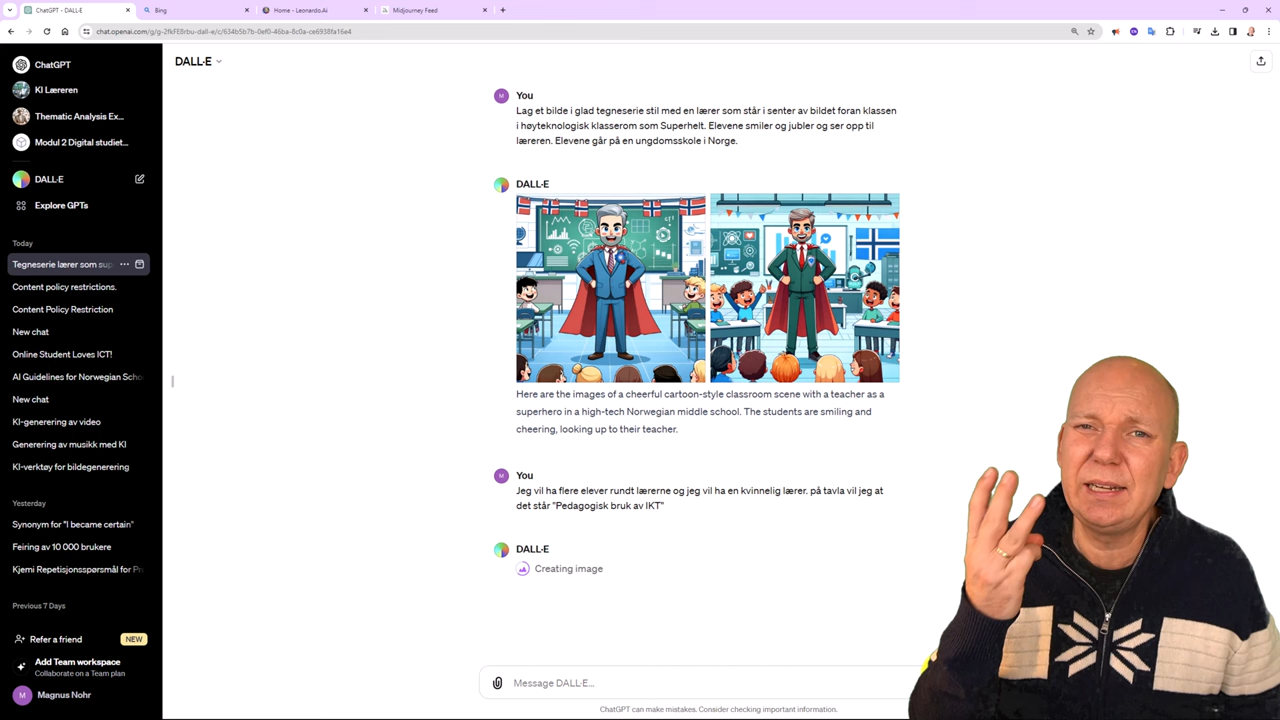 ChatGPT - DALL-E
Bing
Home - Leonardo.Ai
Midjourney Feed
chat.openai.com/g/g-2fkFE8rbu-dall-e/c/634b5b7b-0ef0-46ba-8c0a-ce6938fa16e4
ChatGPT
KI Læreren
Thematic Analysis Ex...
Modul 2 Digital studiet...
DALL·E
Explore GPTs
Today
Tegneserie lærer som sup
Content policy restrictions.
Content Policy Restriction
New chat
Online Student Loves ICT!
AI Guidelines for Norwegian Scho
New chat
KI-generering av video
Generering av musikk med KI
KI-verktøy for bildegenerering
Yesterday
Synonym for "I became certain"
Feiring av 10 000 brukere
Kjemi Repetisjonsspørsmål for Pr
Previous 7 Days
Refer a friend
NEW
Add Team workspace
Collaborate on a Team plan
M
Magnus Nohr
DALL·E
M
You
Lag et bilde i glad tegneserie stil med en lærer som står i senter av bildet foran klassen
i høyteknologisk klasserom som Superhelt. Elevene smiler og jubler og ser opp til
læreren. Elevene går på en ungdomsskole i Norge.
DALL·E
Here are the images of a cheerful cartoon-style classroom scene with a teacher as a
superhero in a high-tech Norwegian middle school. The students are smiling and
cheering, looking up to their teacher.
M
You
Jeg vil ha flere elever rundt lærerne og jeg vil ha en kvinnelig lærer. på tavla vil jeg at
det står "Pedagogisk bruk av IKT"
DALL·E
Creating image
Message DALL·E...
ChatGPT can make mistakes. Consider checking important information.